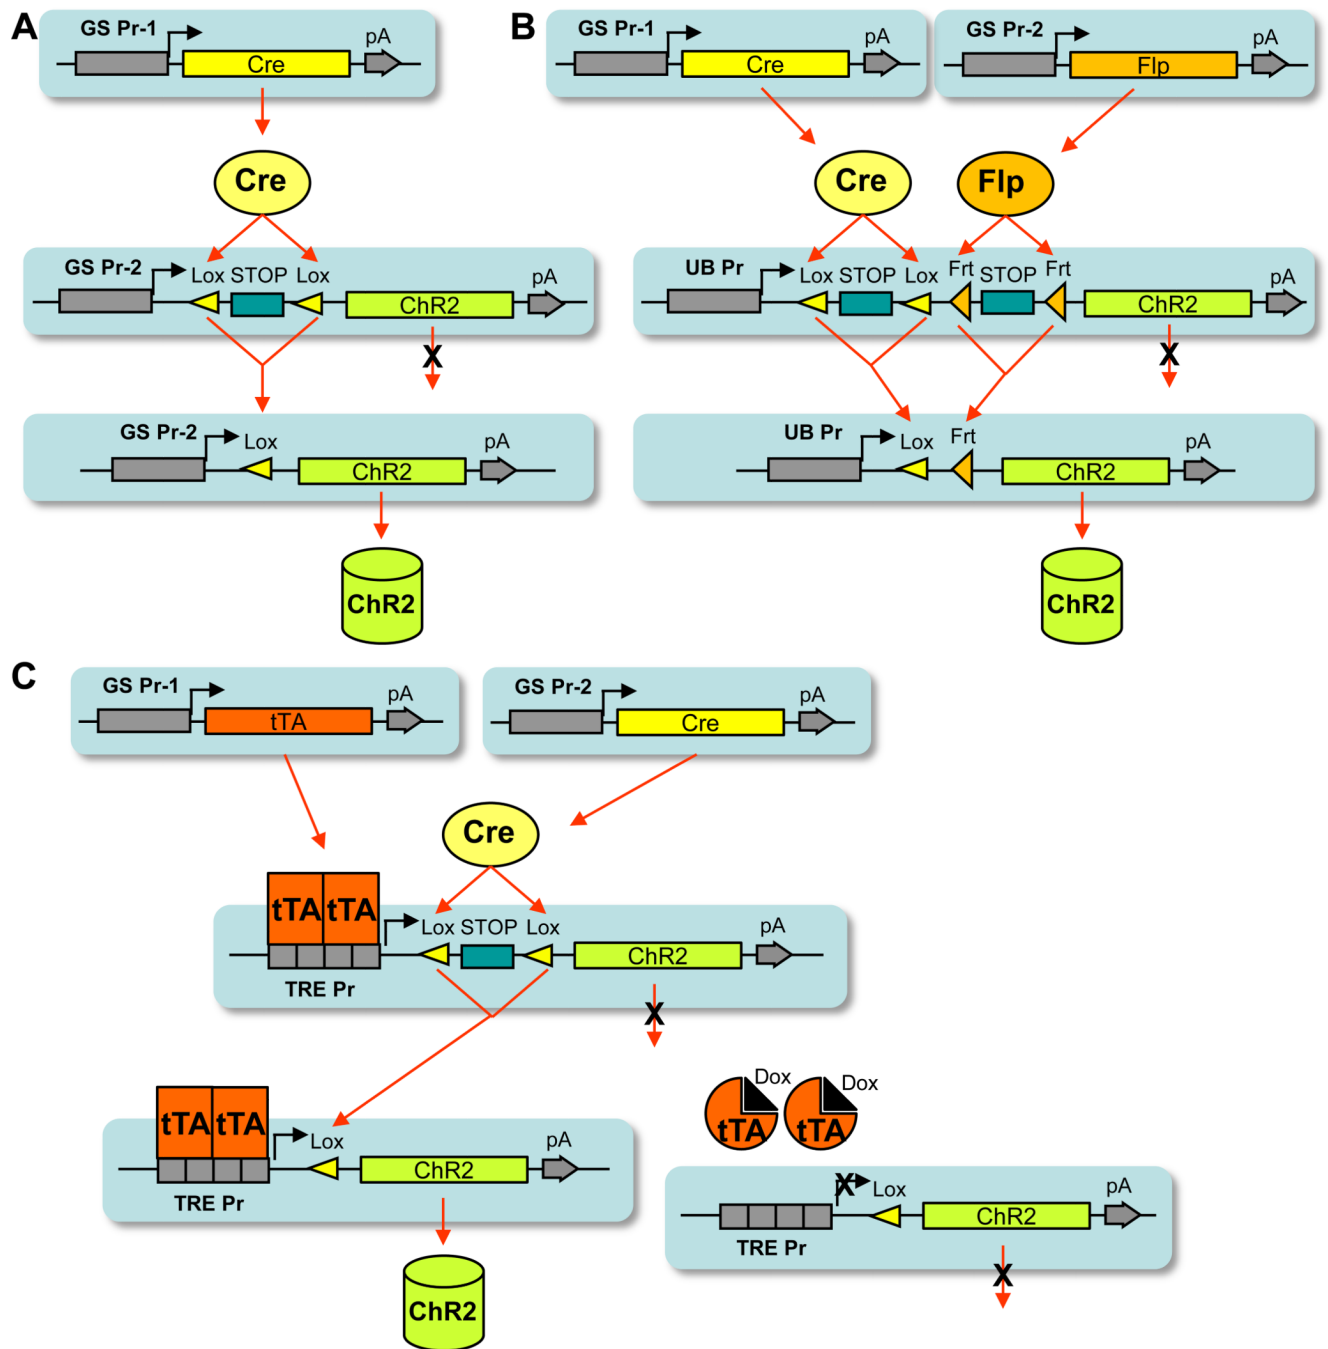 A
GS Pr-1
pA
Cre
Cre
GS Pr-2
Lox STOP Lox
pA
ChR2
X
GS Pr-2
Lox
pA
ChR2
ChR2
B
GS Pr-1
pA
Cre
GS Pr-2
pA
Flp
Cre
Flp
UB Pr
Lox STOP Lox Frt STOP Frt
pA
ChR2
X
UB Pr
Lox
Frt
pA
ChR2
ChR2
C
GS Pr-1
pA
tTA
GS Pr-2
pA
Cre
Cre
tTA tTA
Lox STOP Lox
pA
ChR2
TRE Pr
X
tTA tTA
Lox
pA
ChR2
TRE Pr
ChR2
Dox
Dox
tTA
tTA
X
Lox
pA
ChR2
TRE Pr
X